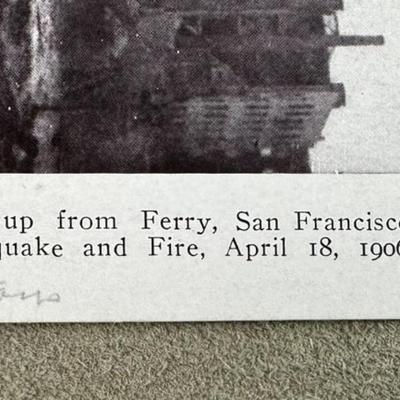 up from Ferry, San Francisco
quake and Fire, April 18, 1906